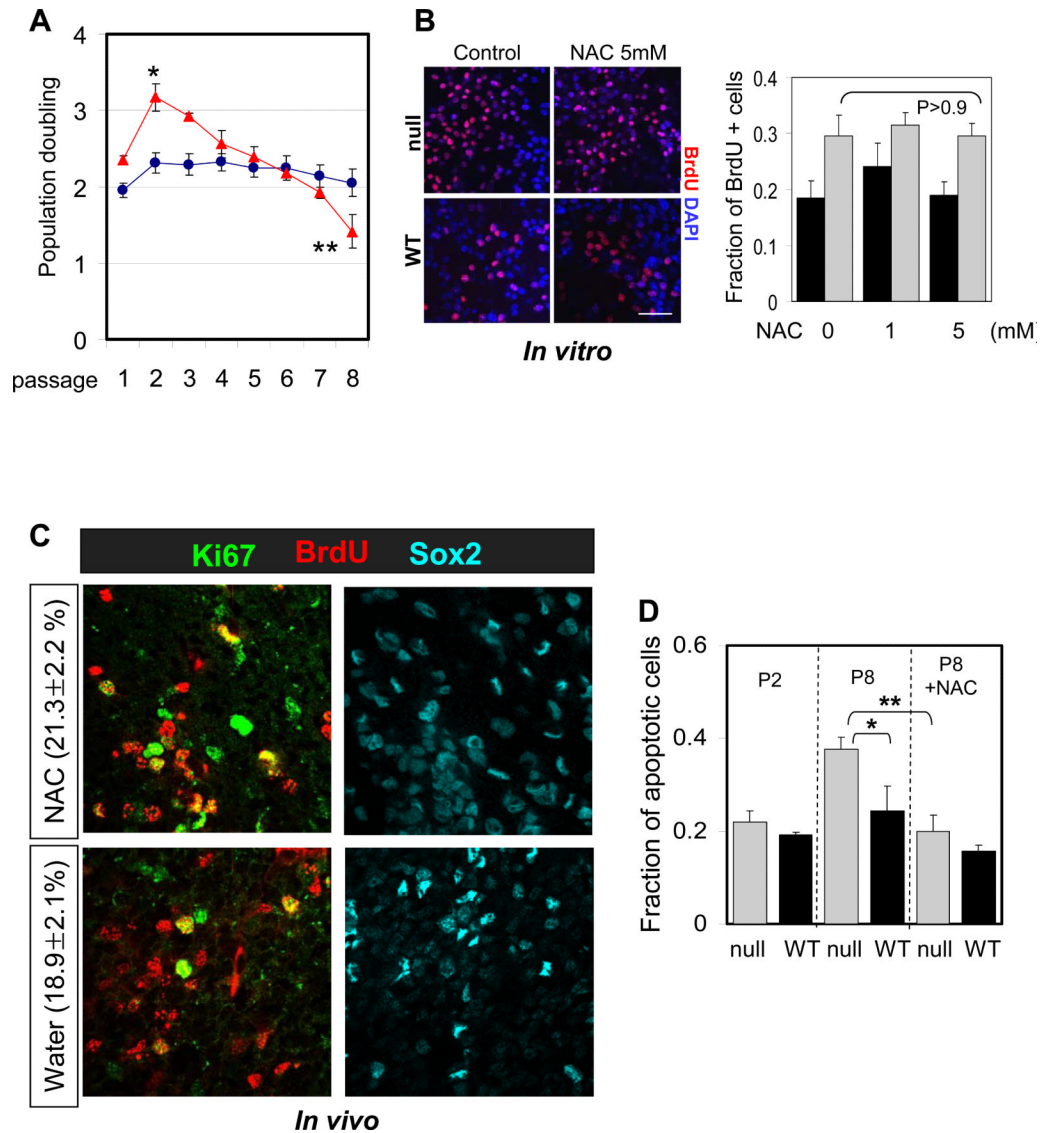 A
4
3
2
1
0
Population doubling
*
**
passage 1 2 3 4 5 6 7 8
B
Control NAC 5mM
null
WT
BrdU DAPI
In vitro
0.4
0.3
0.2
0.1
0
Fraction of BrdU + cells
P>0.9
NAC 0 1 5 (mM)
C
Ki67 BrdU Sox2
NAC (21.3±2.2 %)
Water (18.9±2.1%)
In vivo
D
0.6
0.4
0.2
0
Fraction of apoptotic cells
P2 P8 P8
+NAC
**
*
null WT null WT null WT